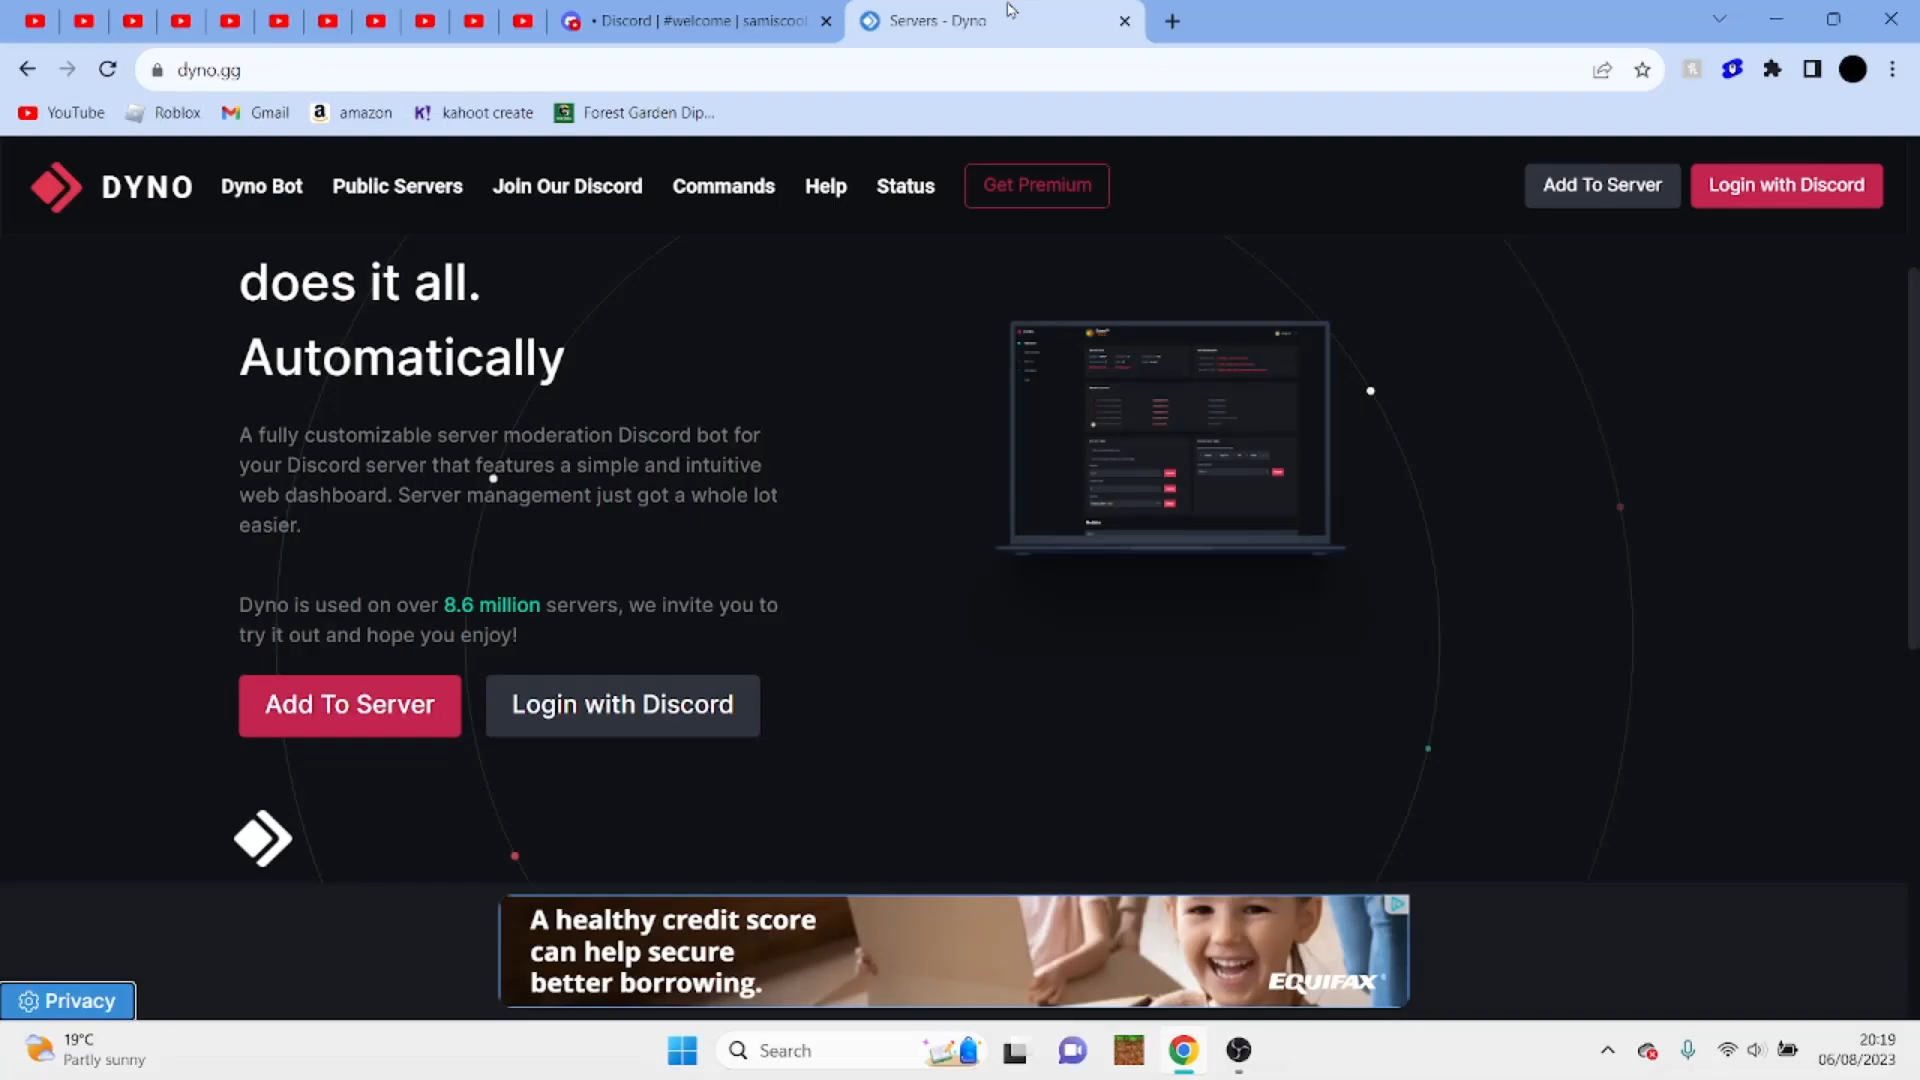 • Discord | #welcome | samiscool
Servers - Dyno
dyno.gg
YouTube
Roblox
Gmail
amazon
kahoot create
Forest Garden Dip...
DYNO
Dyno Bot
Public Servers
Join Our Discord
Commands
Help
Status
Get Premium
Add To Server
Login with Discord
does it all.
Automatically
A fully customizable server moderation Discord bot for
your Discord server that features a simple and intuitive
web dashboard. Server management just got a whole lot
easier.
Dyno is used on over 8.6 million servers, we invite you to
try it out and hope you enjoy!
Add To Server
Login with Discord
A healthy credit score
can help secure
better borrowing.
EQUIFAX®
Privacy
19°C
Partly sunny
Search
20:19
06/08/2023